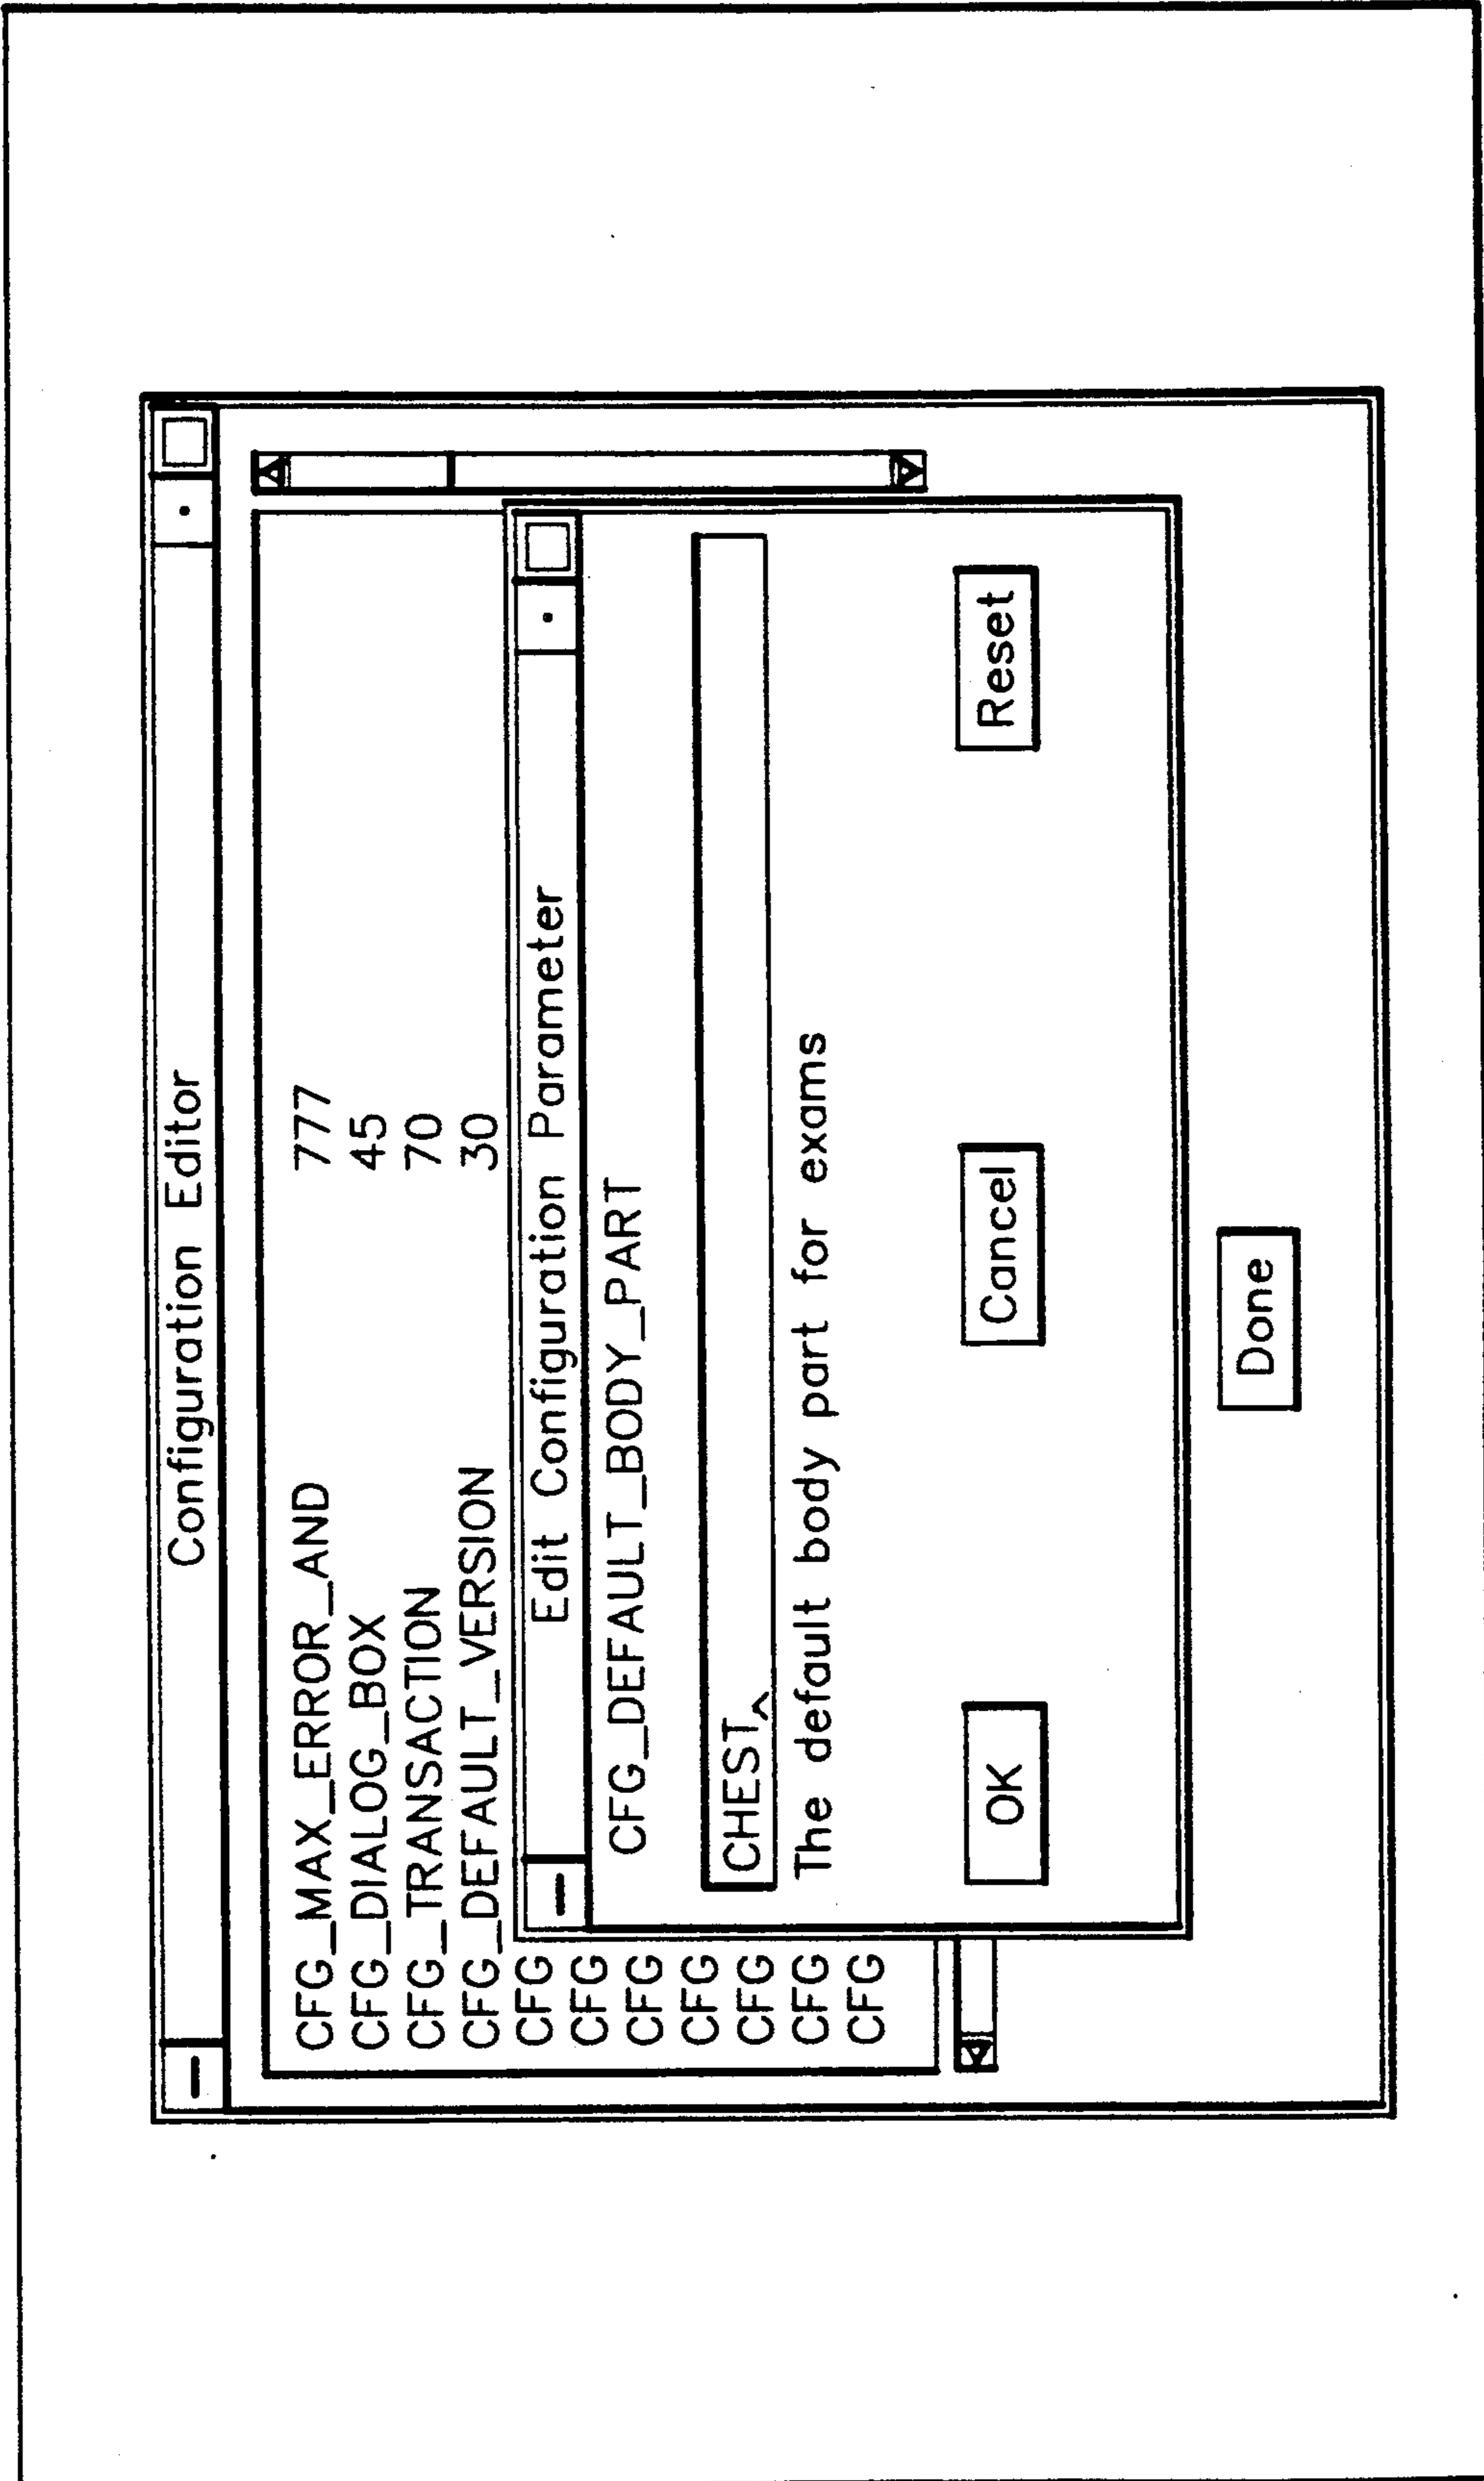 Configuration Editor
CFG_MAX_ERROR_AND 777
CFG_DIALOG_BOX 45
CFG_TRANSACTION 70
CFG_DEFAULT_VERSION 30
CFG
CFG
CFG
CFG
CFG
CFG
CFG
Edit Configuration Parameter
CFG_DEFAULT_BODY_PART
CHEST^
The default body part for exams
OK Cancel Reset
Done